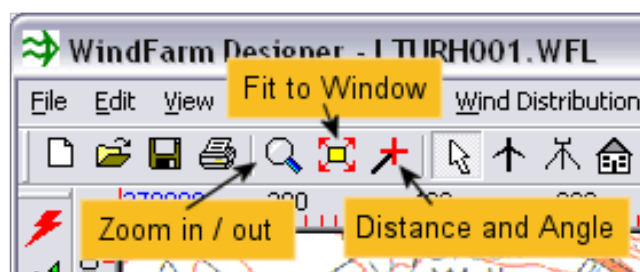 WindFarm Designer - LTURH001.WFL
Fit to Window
File Edit View Wind Distribution
Zoom in / out
Distance and Angle